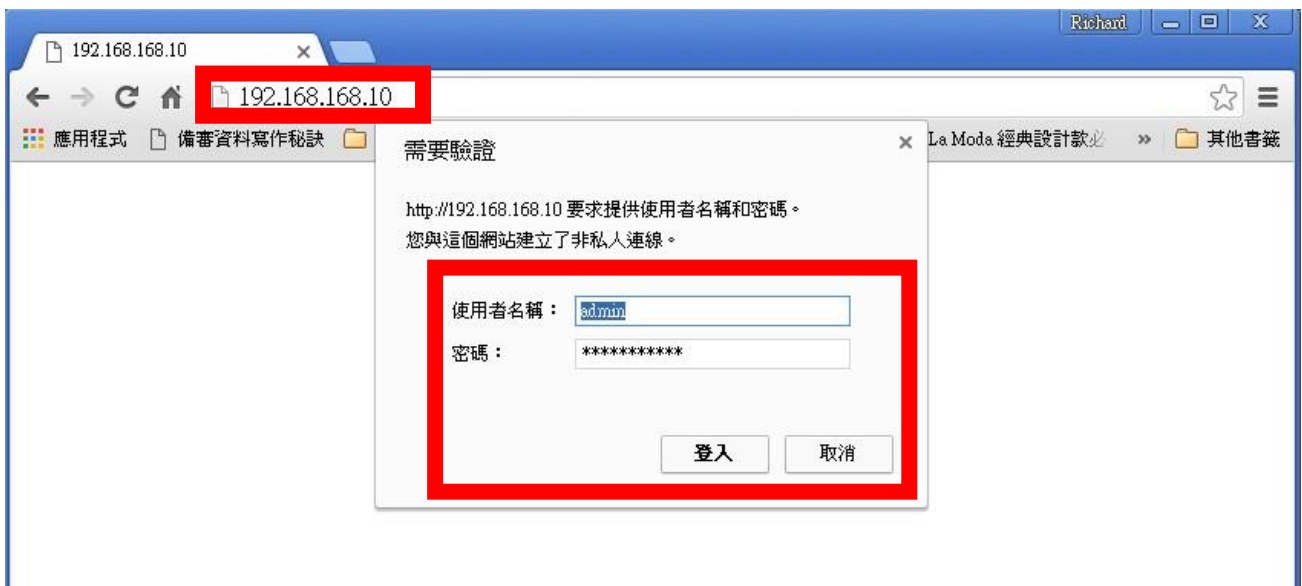 Richard
192.168.168.10
192.168.168.10
應用程式 備審資料寫作秘訣 La Moda 經典設計款必 » 其他書籤
需要驗證
http://192.168.168.10 要求提供使用者名稱和密碼。
您與這個網站建立了非私人連線。
使用者名稱： admin
密碼： ***********
登入 取消